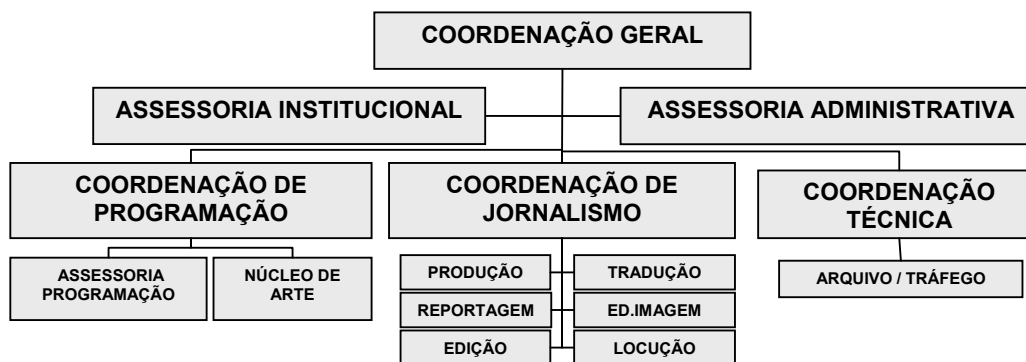 COORDENAÇÃO GERAL
ASSESSORIA INSTITUCIONAL
ASSESSORIA ADMINISTRATIVA
COORDENAÇÃO DE
PROGRAMAÇÃO
COORDENAÇÃO DE
JORNALISMO
COORDENAÇÃO
TÉCNICA
ASSESSORIA
PROGRAMAÇÃO
NÚCLEO DE
ARTE
PRODUÇÃO
TRADUÇÃO
REPORTAGEM
ED.IMAGEM
EDIÇÃO
LOCUÇÃO
ARQUIVO / TRÁFEGO